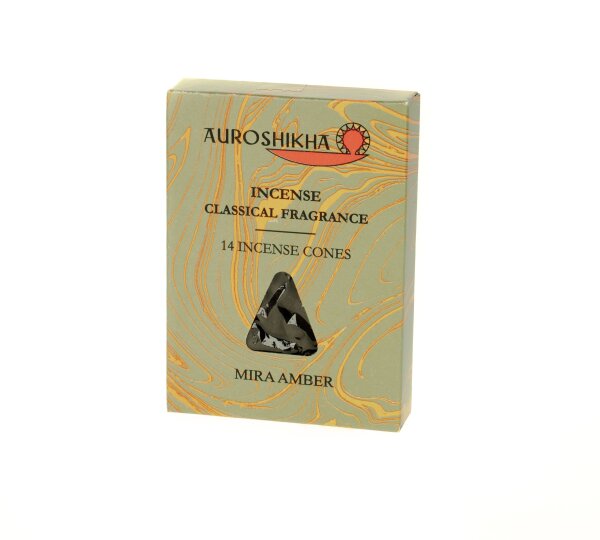 AUROSHIKHA
INCENSE
CLASSICAL FRAGRANCE
14 INCENSE CONES
MIRA AMBER